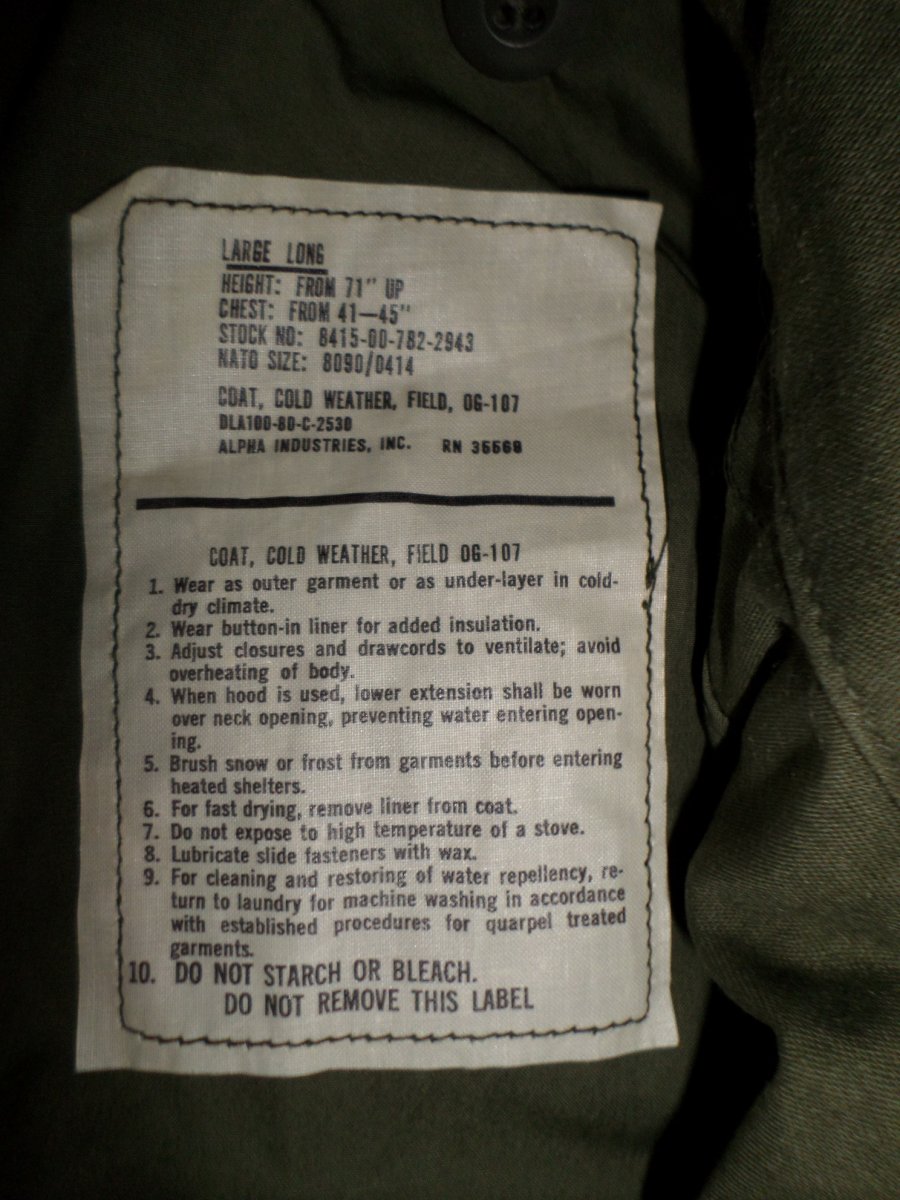 LARGE LONG
HEIGHT: FROM 71" UP
CHEST: FROM 41—45"
STOCK NO: 8415-00-782-2943
NATO SIZE: 8090/0414
COAT, COLD WEATHER, FIELD, OG-107
DLA100-80-C-2530
ALPHA INDUSTRIES, INC. RN 35568
COAT, COLD WEATHER, FIELD OG-107
1. Wear as outer garment or as under-layer in cold-
dry climate.
2. Wear button-in liner for added insulation.
3. Adjust closures and drawcords to ventilate; avoid
overheating of body.
4. When hood is used, lower extension shall be worn
over neck opening, preventing water entering open-
ing.
5. Brush snow or frost from garments before entering
heated shelters.
6. For fast drying, remove liner from coat.
7. Do not expose to high temperature of a stove.
8. Lubricate slide fasteners with wax.
9. For cleaning and restoring of water repellency, re-
turn to laundry for machine washing in accordance
with established procedures for quarpel treated
garments.
10. DO NOT STARCH OR BLEACH.
DO NOT REMOVE THIS LABEL